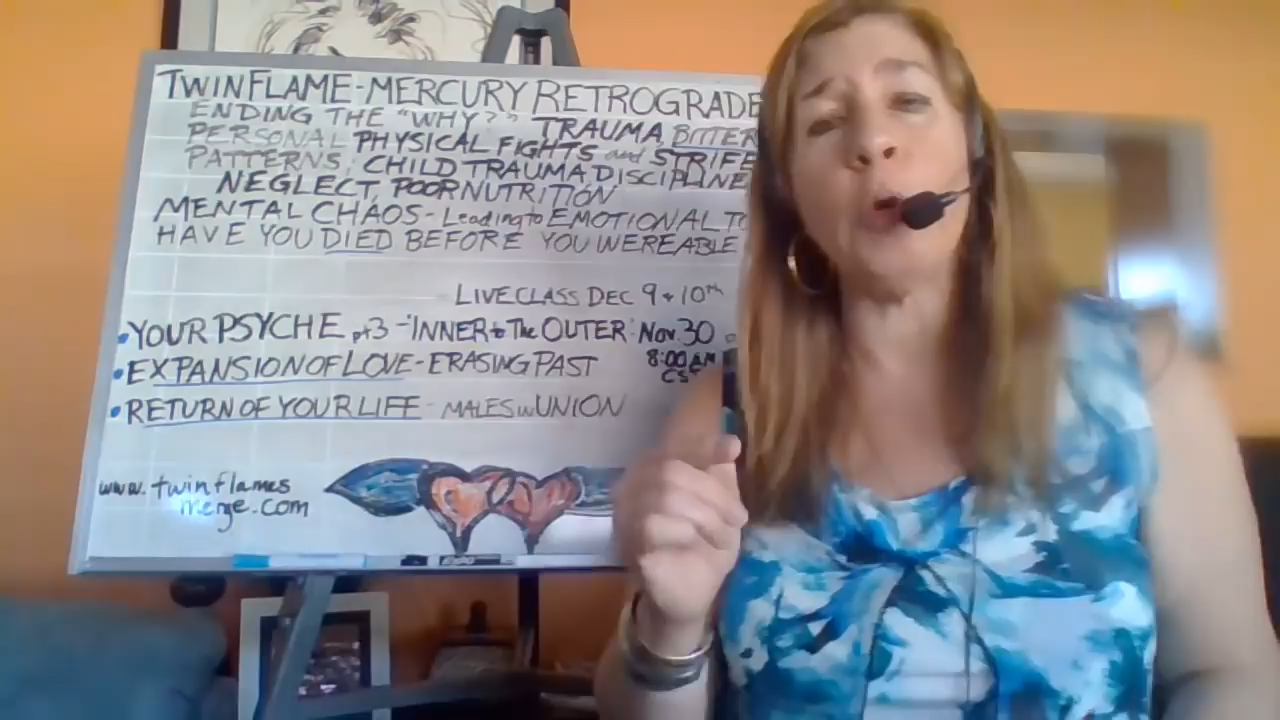 TWINFLAME-MERCURY RETROGRADE
ENDING THE "WHY?" TRAUMA, BITTER
PERSONAL PHYSICAL FIGHTS and STRIFE
PATTERNS; CHILD TRAUMA, DISCIPLINE
NEGLECT, POOR NUTRITION
MENTAL CHAOS - Leading to EMOTIONAL TO
HAVE YOU DIED BEFORE YOU WERE ABLE
LIVE CLASS DEC 9 + 10th
• YOUR PSYCHE pt3 - "INNER to The OUTER" Nov. 30
8:00 AM
CS
• EXPANSION OF LOVE - ERASING PAST
• RETURN OF YOUR LIFE - MALES in UNION
www.twinflames
merge.com
EXPO